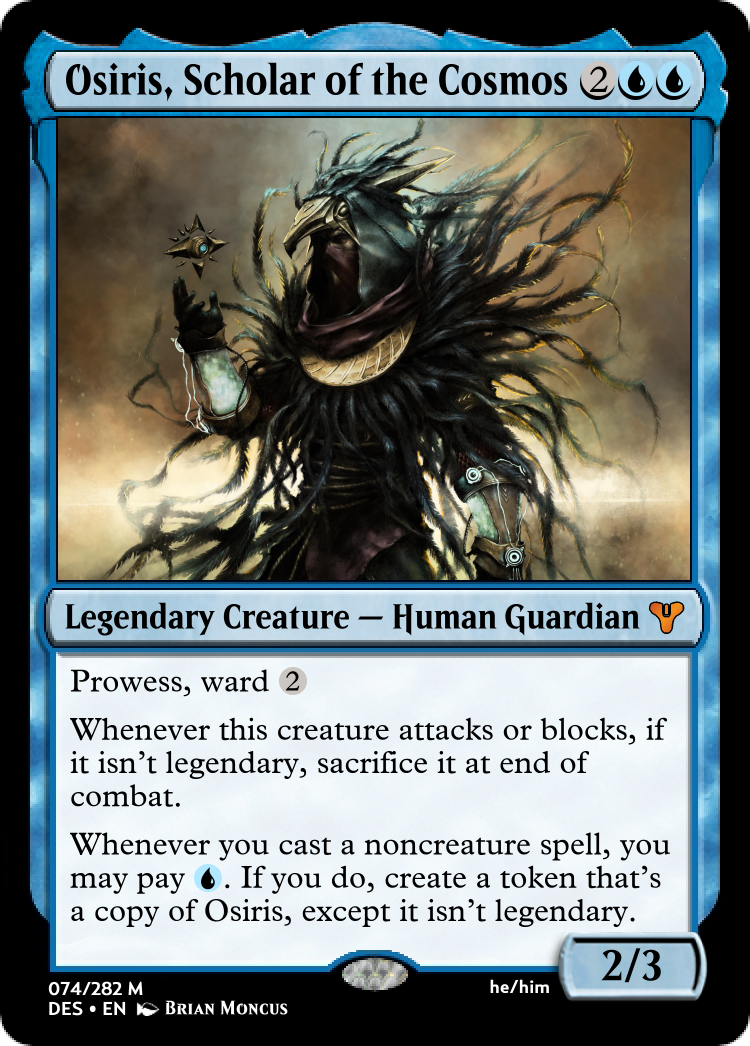 Osiris, Scholar of the Cosmos 2
Legendary Creature — Human Guardian
Prowess, ward 2
Whenever this creature attacks or blocks, if
it isn't legendary, sacrifice it at end of
combat.
Whenever you cast a noncreature spell, you
may pay . If you do, create a token that's
a copy of Osiris, except it isn't legendary.
2/3
074/282 M
he/him
DES • EN Brian Moncus